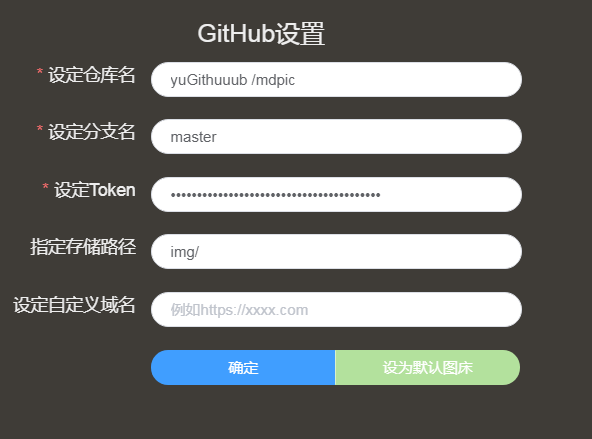 GitHub设置
* 设定仓库名 yuGithuuub /mdpic
* 设定分支名 master
* 设定Token ••••••••••••••••••••••••••••••••••••••••
指定存储路径 img/
设定自定义域名 例如https://xxxx.com
确定 设为默认图床